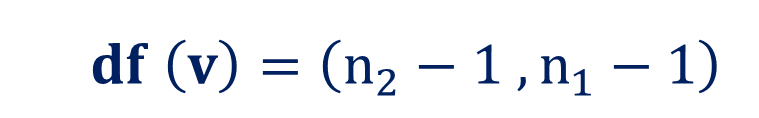 df (v) = (n₂ − 1 , n₁ − 1)